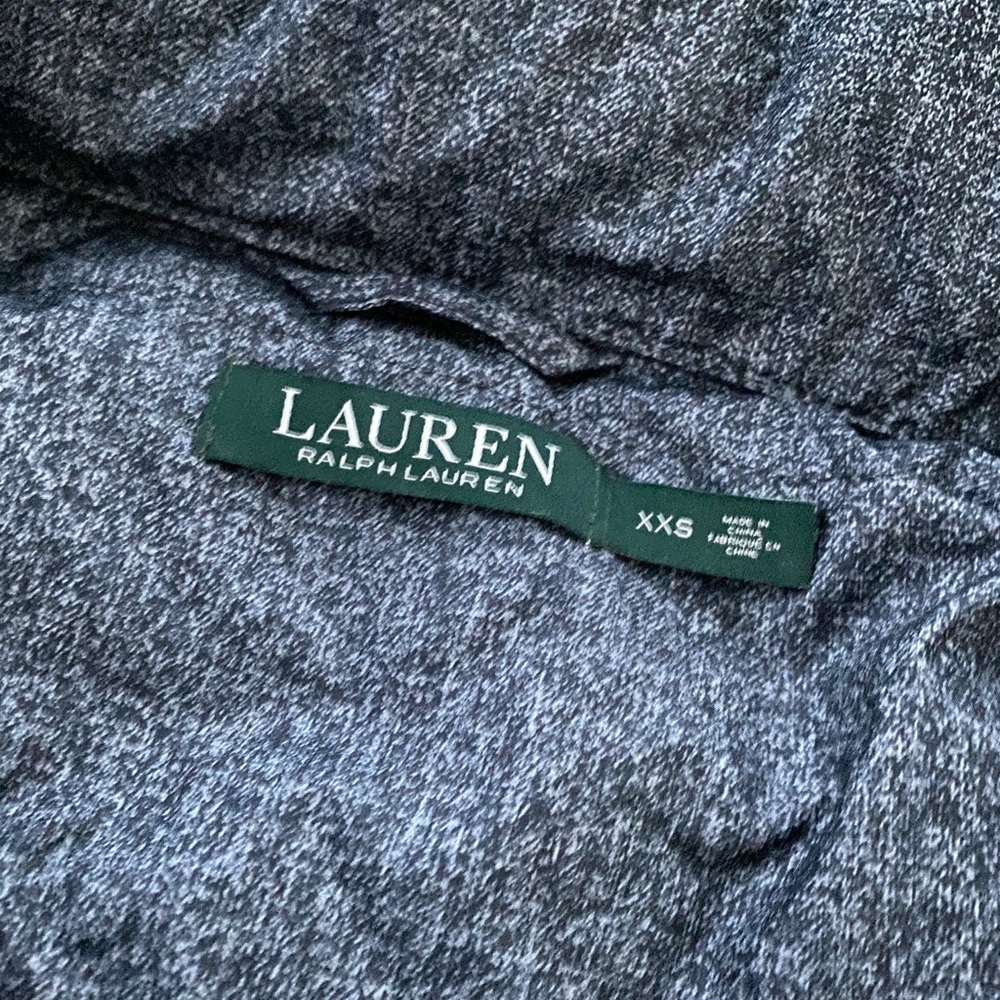 LAUREN
RALPH LAUREN
XXS
MADE IN
CHINA
FABRIQUÉ EN
CHINE